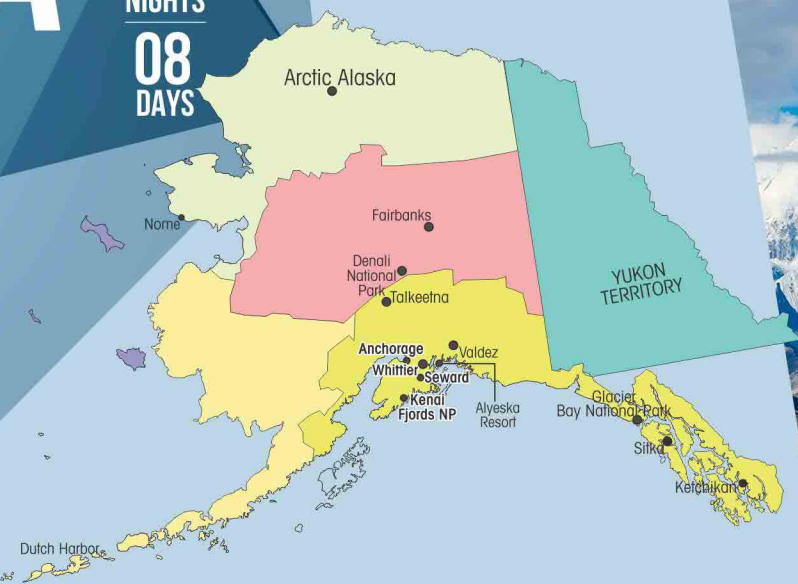 NIGHTS
08
DAYS
Arctic Alaska
Nome
Fairbanks
Denali
National
Park
Talkeetna
YUKON
TERRITORY
Anchorage
Valdez
Whittier
Seward
Kenai
Fjords NP
Alyeska
Resort
Glacier
Bay National Park
Sitka
Ketchikan
Dutch Harbor